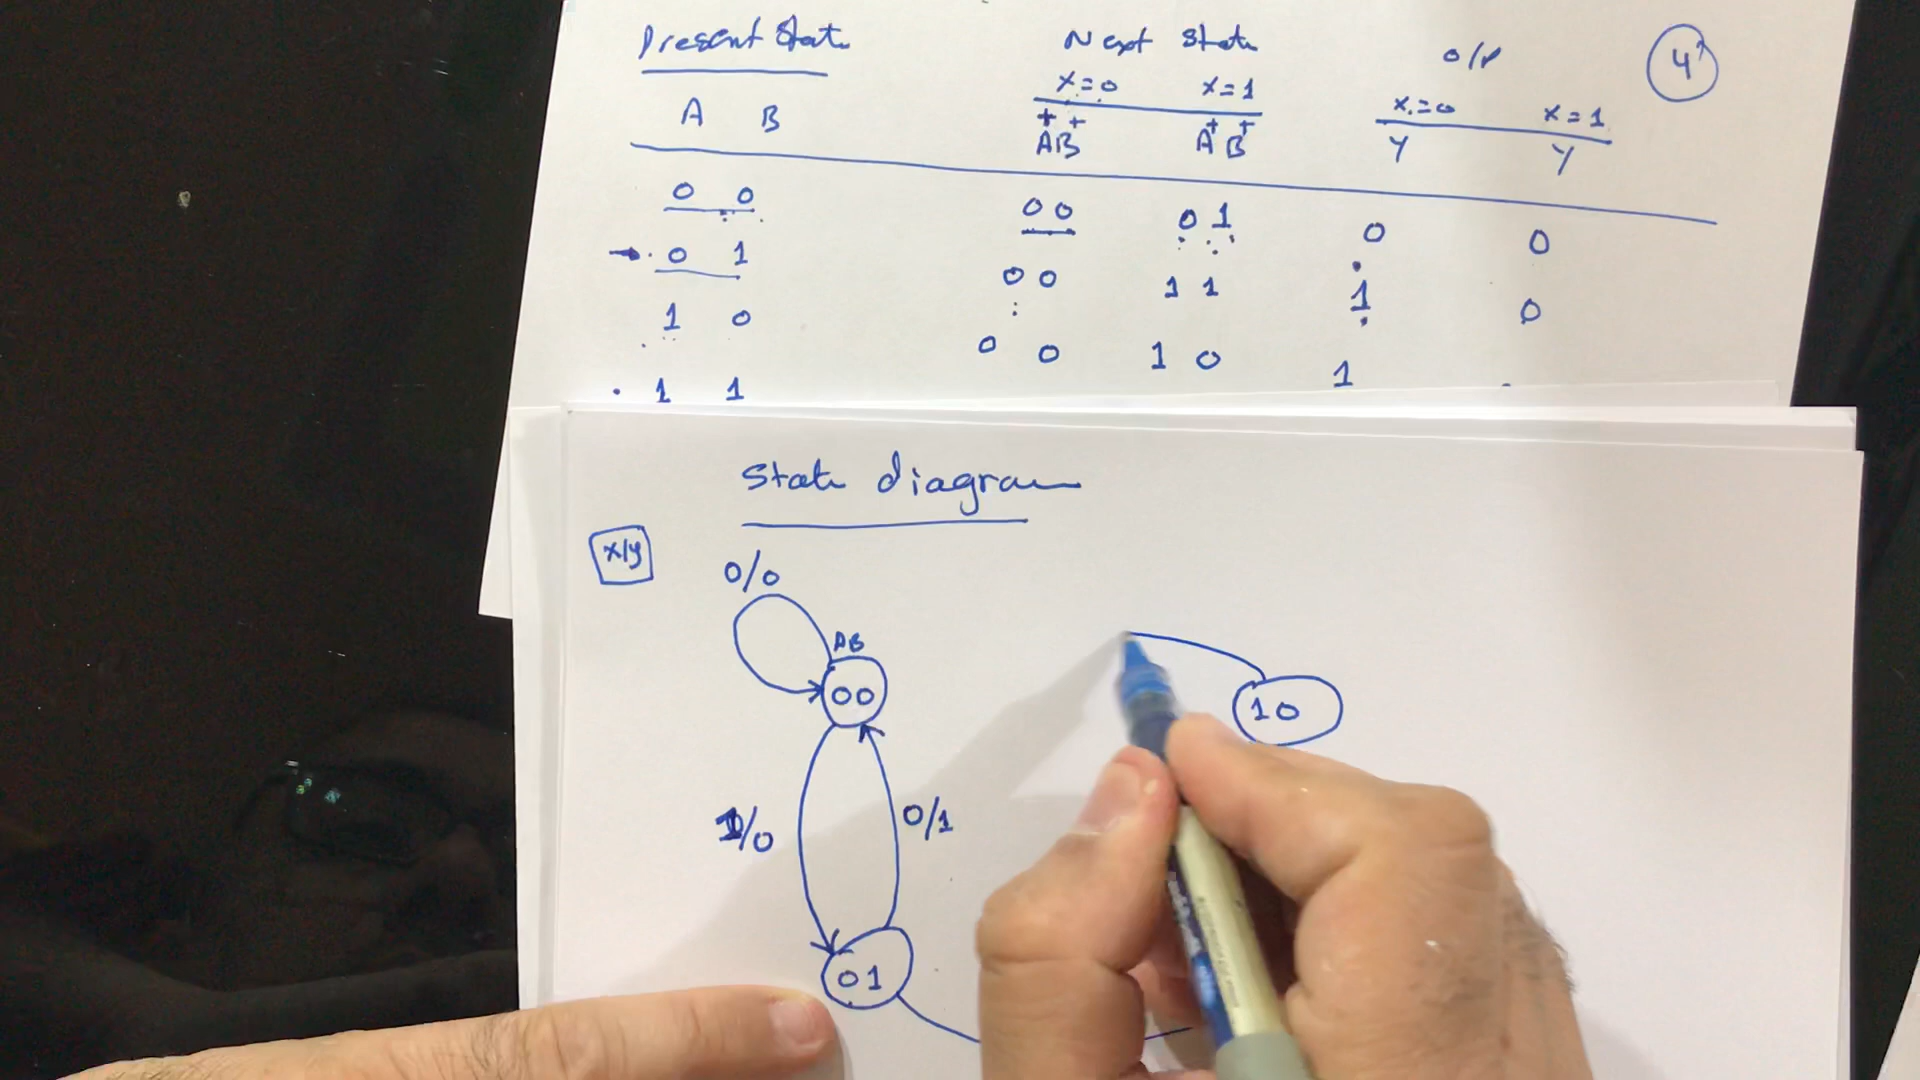 Present State Next State o/p 4
x=0 x=1 x=0 x=1
A B A+ B+ A+ B+ Y Y
0 0 0 0 0 1 0 0
0 1 0 0 1 1 1 0
1 0 0 0 1 0 1
1 1
State diagram
x/y
0/0
AB
00
10
1/0
0/1
01